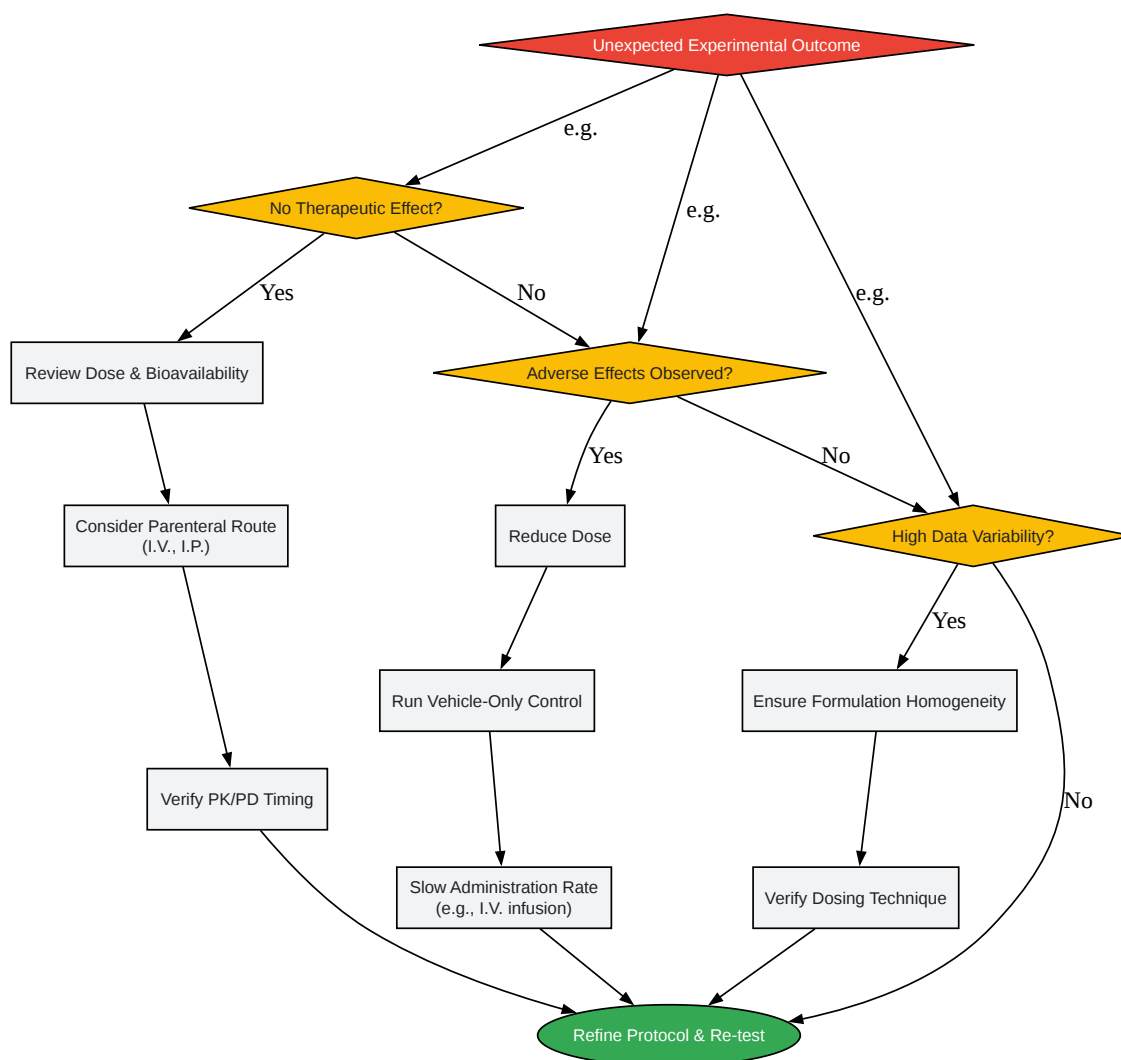 Unexpected Experimental Outcome
e.g.
No Therapeutic Effect?
e.g.
Yes
No
e.g.
Review Dose & Bioavailability
Adverse Effects Observed?
Yes
No
Consider Parenteral Route
(I.V., I.P.)
Reduce Dose
High Data Variability?
Yes
Run Vehicle-Only Control
Ensure Formulation Homogeneity
Verify PK/PD Timing
No
Slow Administration Rate
(e.g., I.V. infusion)
Verify Dosing Technique
Refine Protocol & Re-test